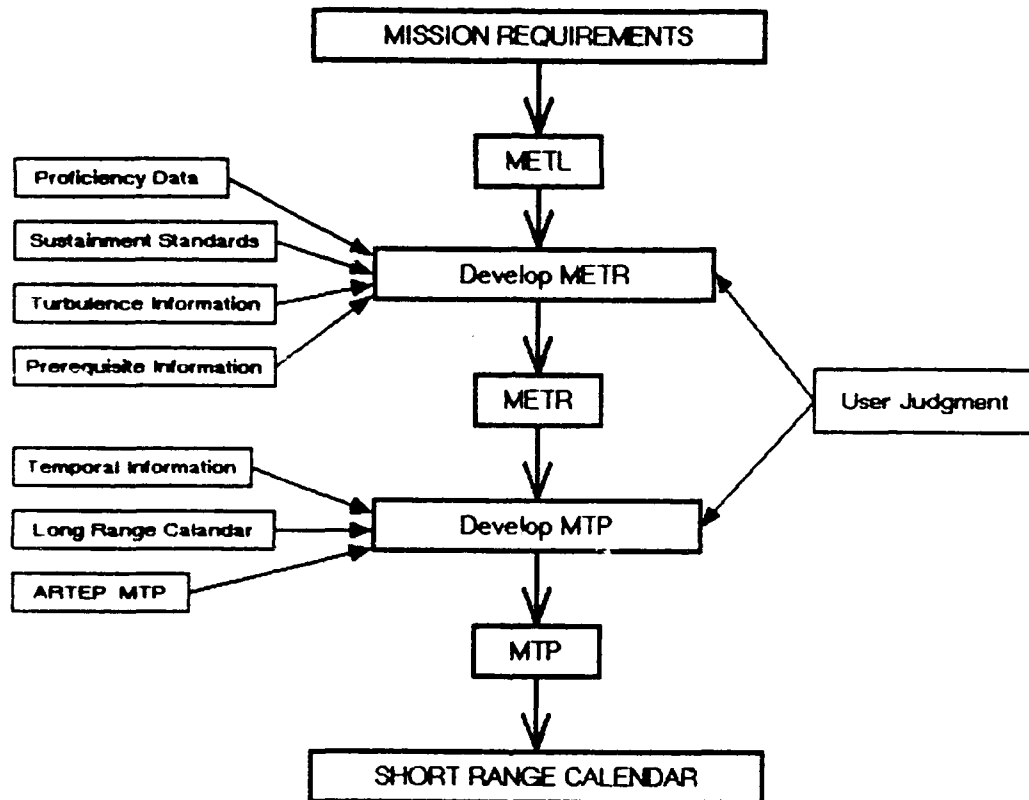 MISSION REQUIREMENTS
METL
Proficiency Data
Sustainment Standards
Turbulence Information
Prerequisite Information
Develop METR
METR
User Judgment
Temporal Information
Long Range Calandar
ARTEP MTP
Develop MTP
MTP
SHORT RANGE CALENDAR